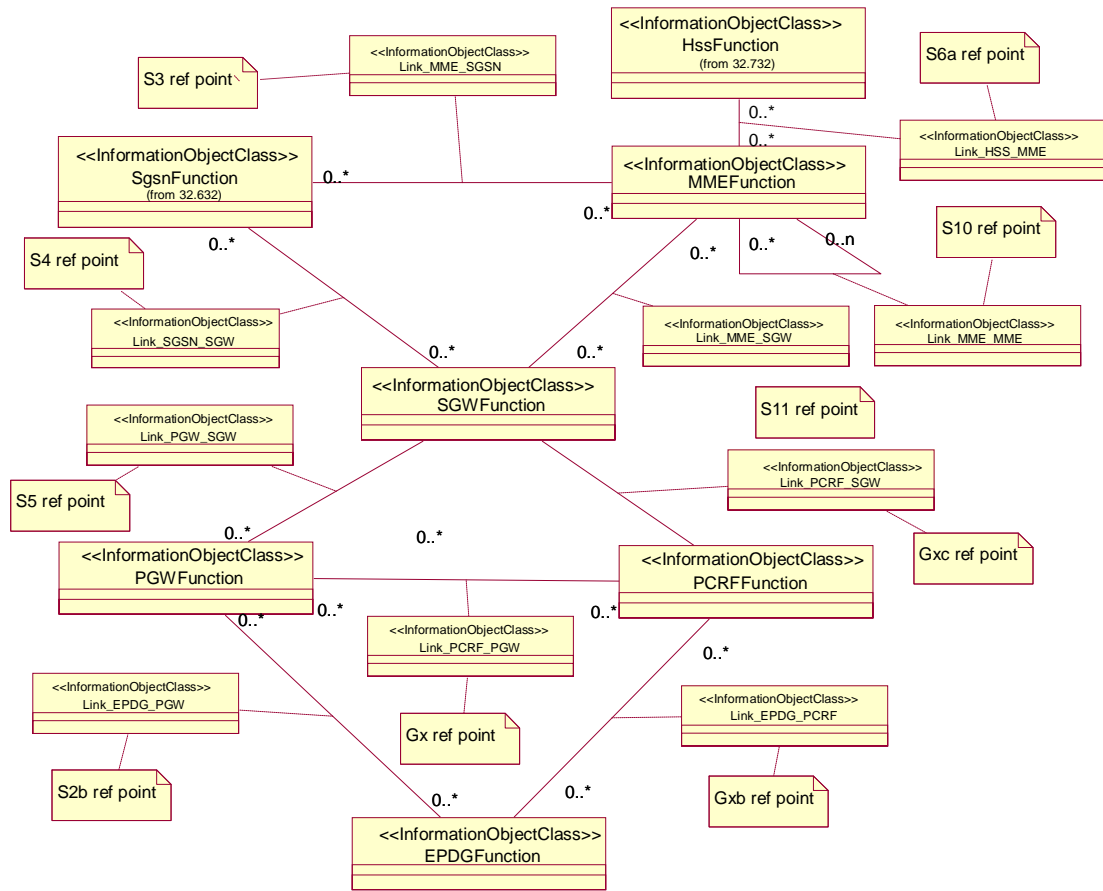 <<InformationObjectClass>>
HssFunction
(from 32.732)
<<InformationObjectClass>>
Link_MME_SGSN
S3 ref point
S6a ref point
0..*
0..*
<<InformationObjectClass>>
Link_HSS_MME
<<InformationObjectClass>>
SgsnFunction
(from 32.632)
<<InformationObjectClass>>
MMEFunction
0..*
0..*
S10 ref point
0..*
0..*
0..*
0..n
S4 ref point
<<InformationObjectClass>>
Link_SGSN_SGW
<<InformationObjectClass>>
Link_MME_SGW
<<InformationObjectClass>>
Link_MME_MME
0..*
0..*
<<InformationObjectClass>>
SGWFunction
S11 ref point
<<InformationObjectClass>>
Link_PGW_SGW
<<InformationObjectClass>>
Link_PCRF_SGW
S5 ref point
0..*
0..*
Gxc ref point
<<InformationObjectClass>>
PGWFunction
<<InformationObjectClass>>
PCRFFunction
0..*
0..*
0..*
<<InformationObjectClass>>
Link_PCRF_PGW
0..*
<<InformationObjectClass>>
Link_EPDG_PGW
<<InformationObjectClass>>
Link_EPDG_PCRF
Gx ref point
S2b ref point
Gxb ref point
0..*
0..*
<<InformationObjectClass>>
EPDGFunction